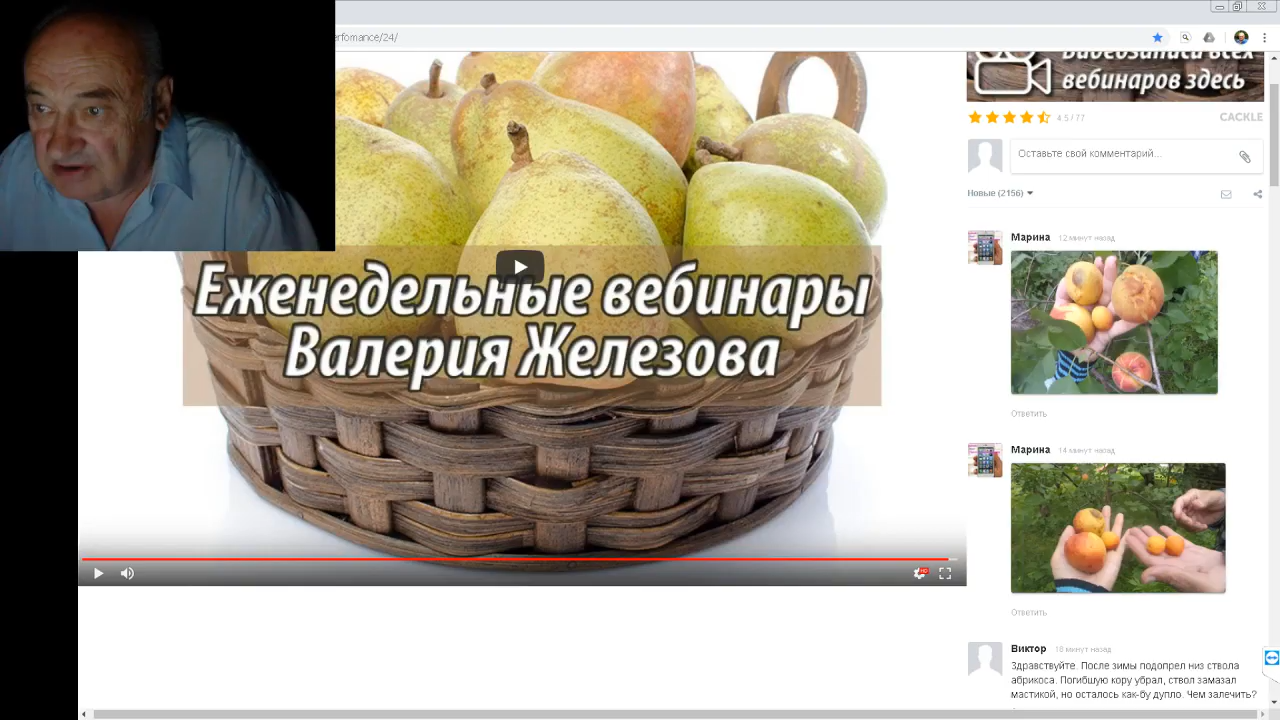 erfomance/24/
Видеозаписи всех
вебинаров здесь
4.5 / 77
CACKLE
Оставьте свой комментарий...
Новые (2156)
Марина 12 минут назад
Ответить
Марина 14 минут назад
Ответить
Виктор 16 минут назад
Здравствуйте. После зимы подопрел низ ствола
абрикоса. Погибшую кору убрал, ствол замазал
мастикой, но осталось как-бу дупло. Чем залечить?
Еженедельные вебинары
Валерия Железова
HD